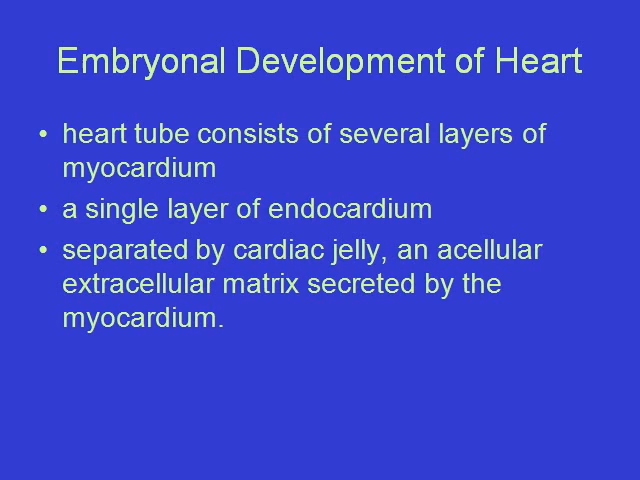 Embryonal Development of Heart
• heart tube consists of several layers of
myocardium
• a single layer of endocardium
• separated by cardiac jelly, an acellular
extracellular matrix secreted by the
myocardium.